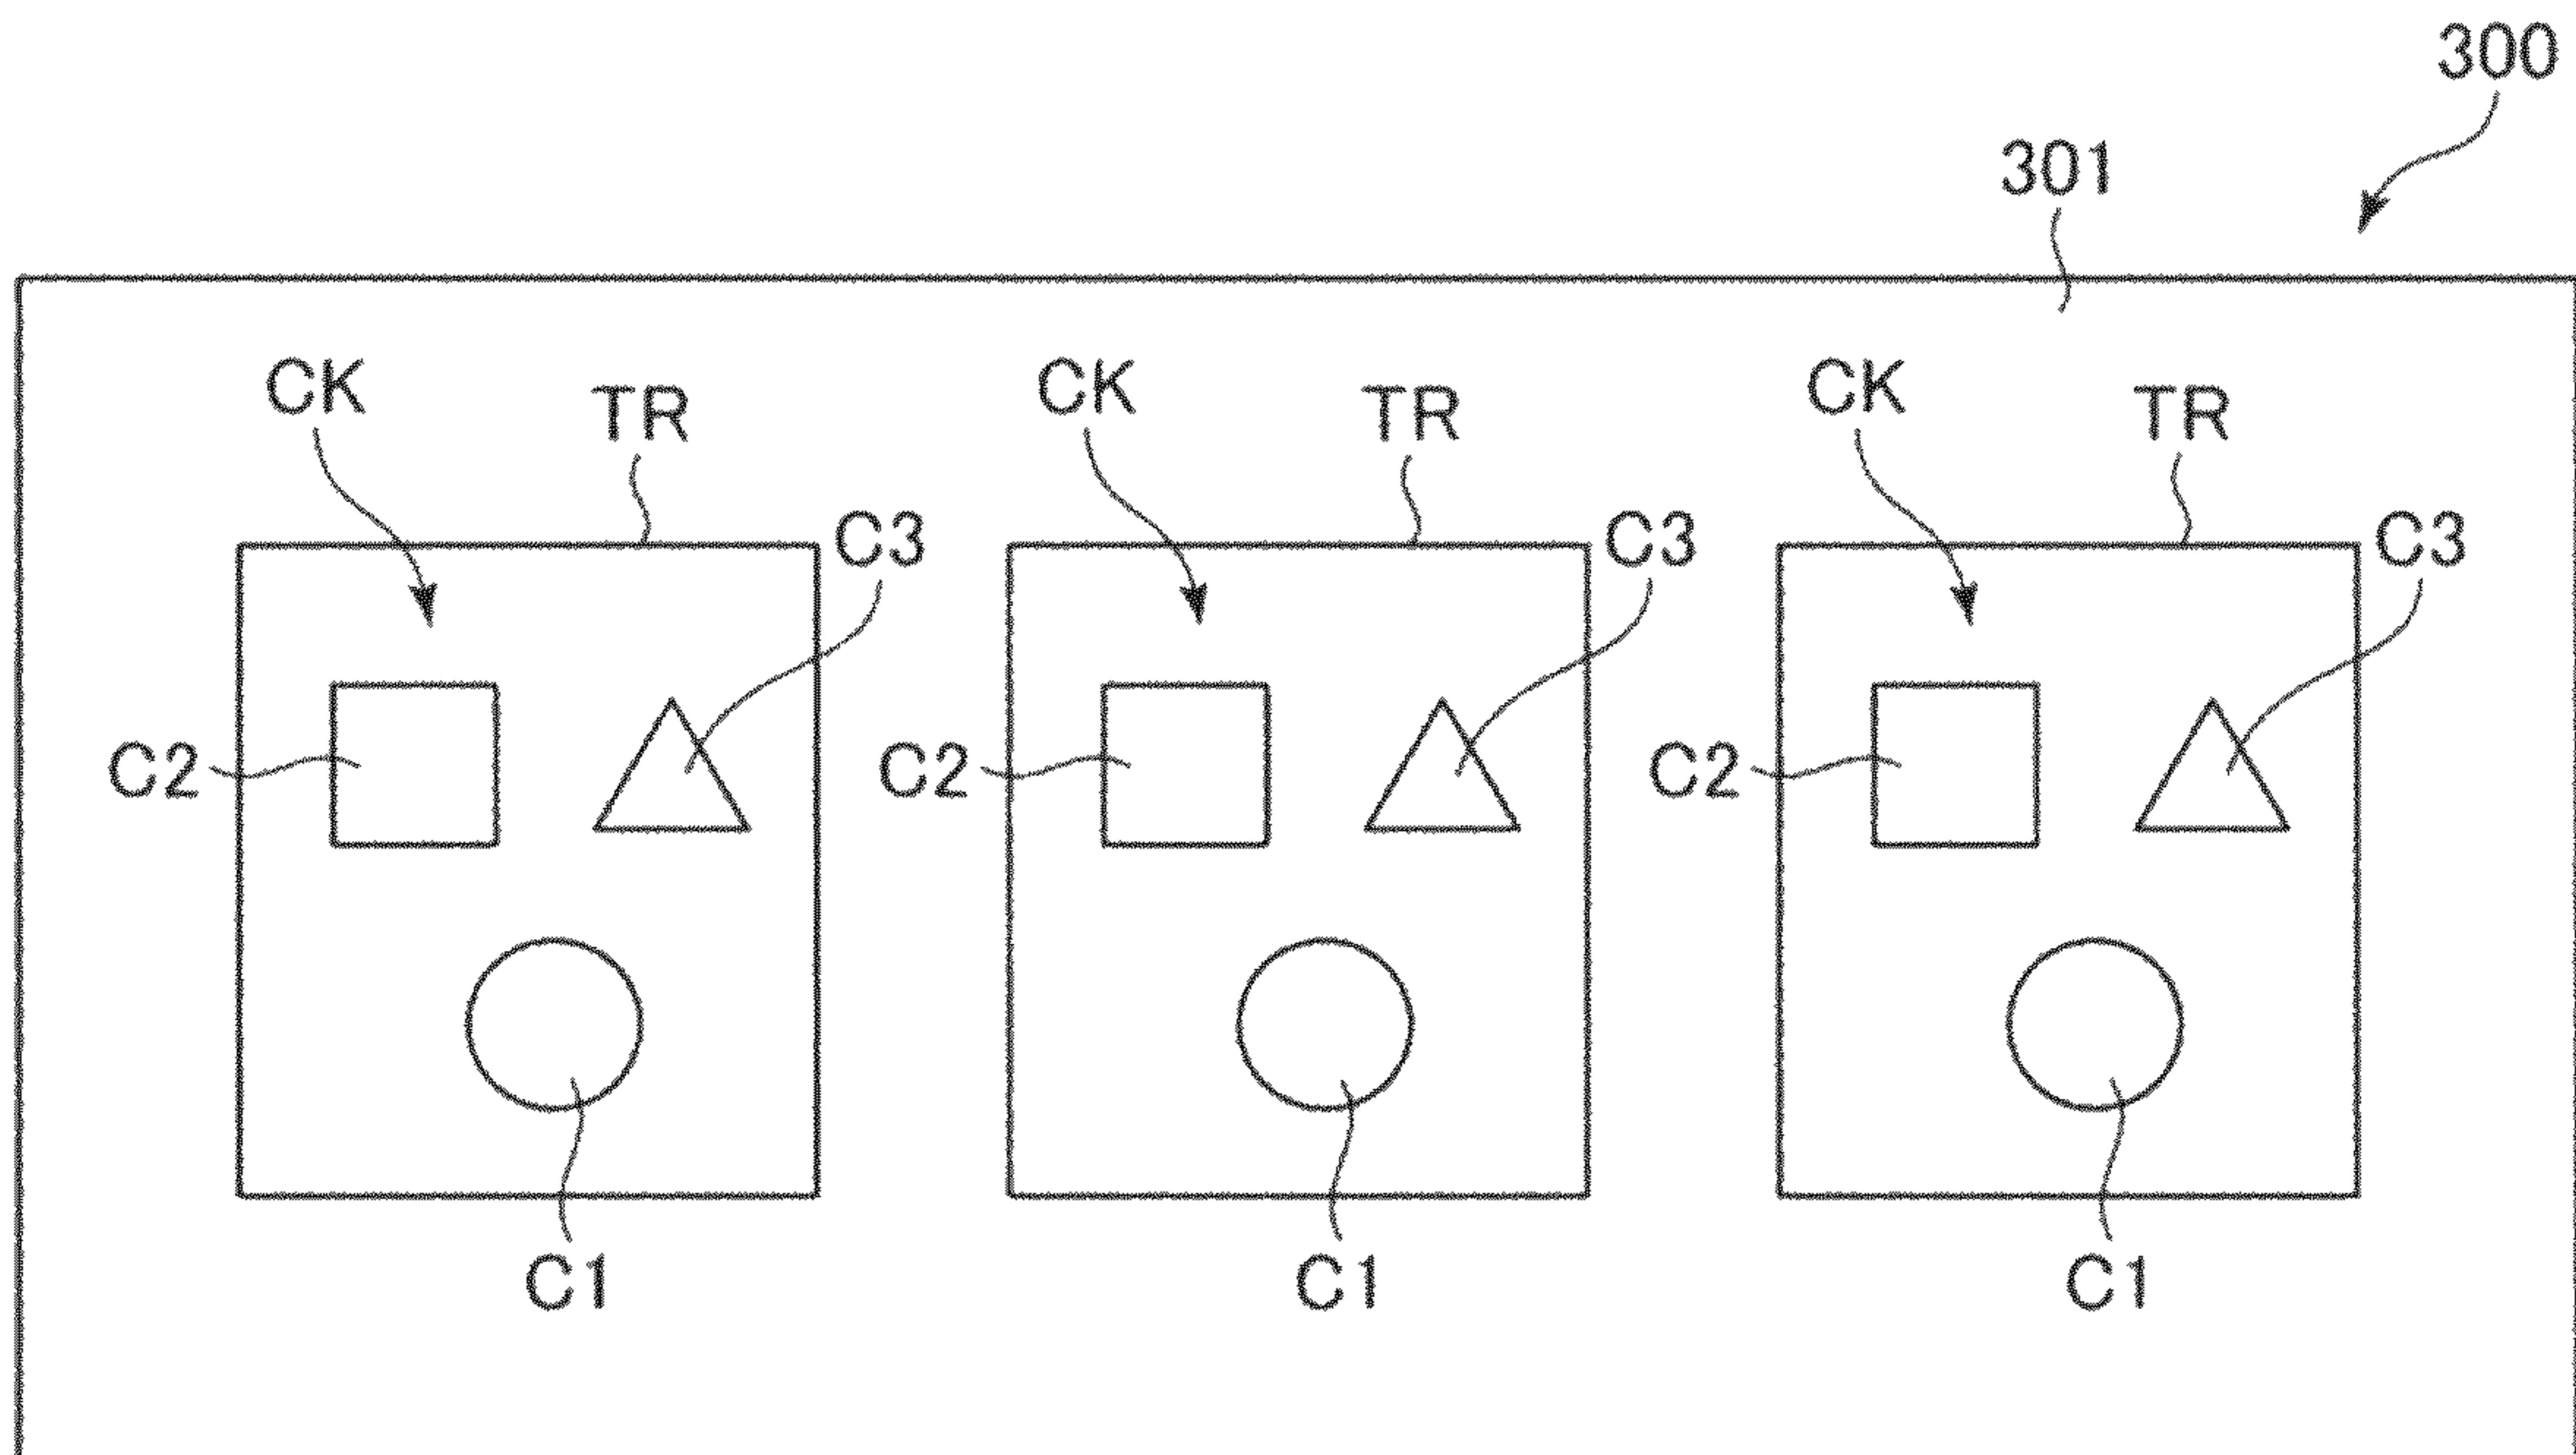 300
301
CK TR CK TR CK TR
C3 C3 C3
C2 C2 C2
C1 C1 C1